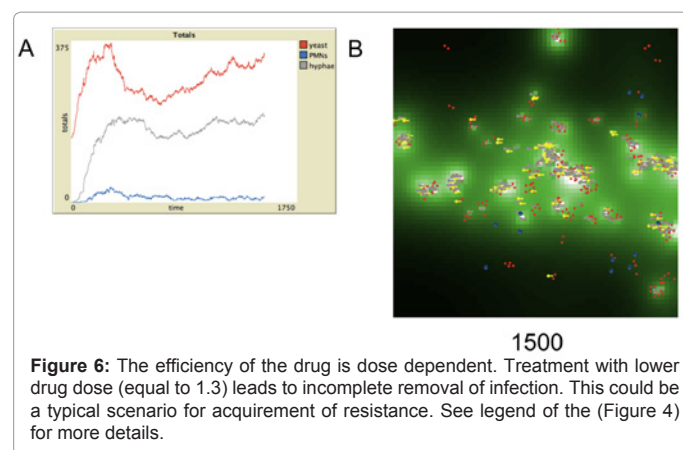 A
B
Totals
375
totals
0
0
time
1750
yeast
PMNs
hyphae
1500
Figure 6: The efficiency of the drug is dose dependent. Treatment with lower
drug dose (equal to 1.3) leads to incomplete removal of infection. This could be
a typical scenario for acquirement of resistance. See legend of the (Figure 4)
for more details.